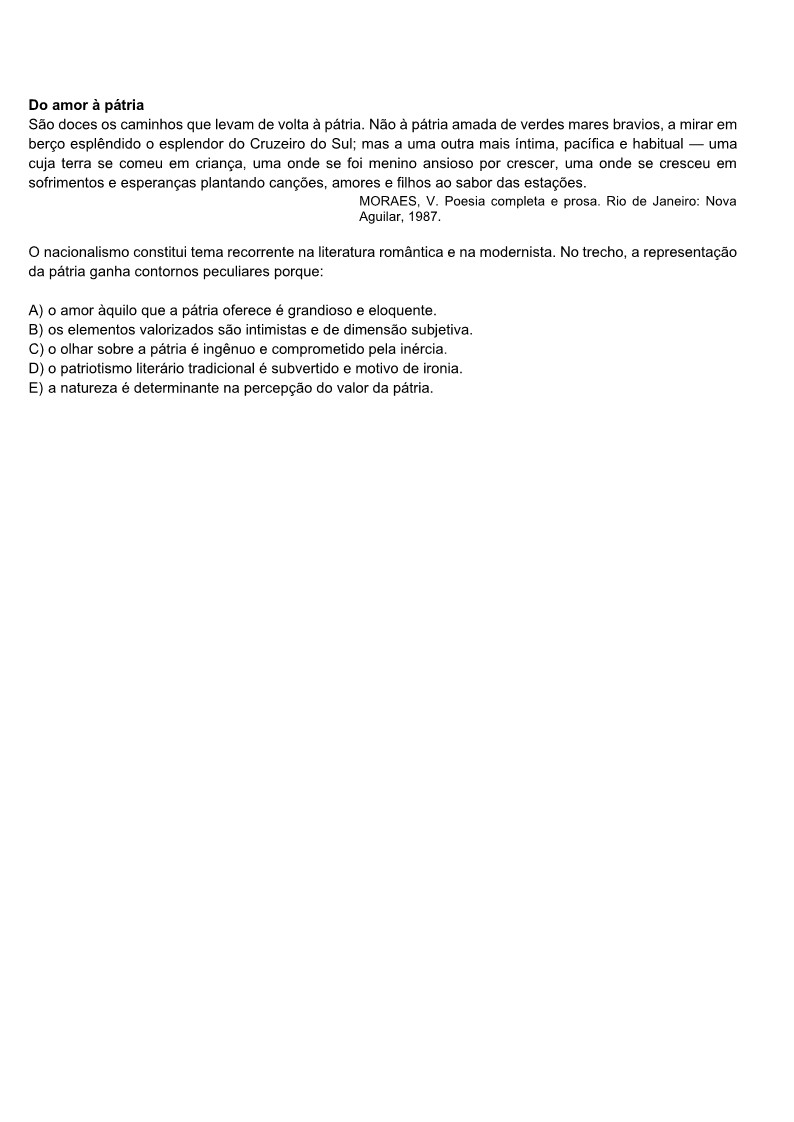 Do amor à pátria
São doces os caminhos que levam de volta à pátria. Não à pátria amada de verdes mares bravios, a mirar em
berço esplêndido o esplendor do Cruzeiro do Sul; mas a uma outra mais íntima, pacífica e habitual — uma
cuja terra se comeu em criança, uma onde se foi menino ansioso por crescer, uma onde se cresceu em
sofrimentos e esperanças plantando canções, amores e filhos ao sabor das estações.
MORAES, V. Poesia completa e prosa. Rio de Janeiro: Nova
Aguilar, 1987.
O nacionalismo constitui tema recorrente na literatura romântica e na modernista. No trecho, a representação
da pátria ganha contornos peculiares porque:
A) o amor àquilo que a pátria oferece é grandioso e eloquente.
B) os elementos valorizados são intimistas e de dimensão subjetiva.
C) o olhar sobre a pátria é ingênuo e comprometido pela inércia.
D) o patriotismo literário tradicional é subvertido e motivo de ironia.
E) a natureza é determinante na percepção do valor da pátria.